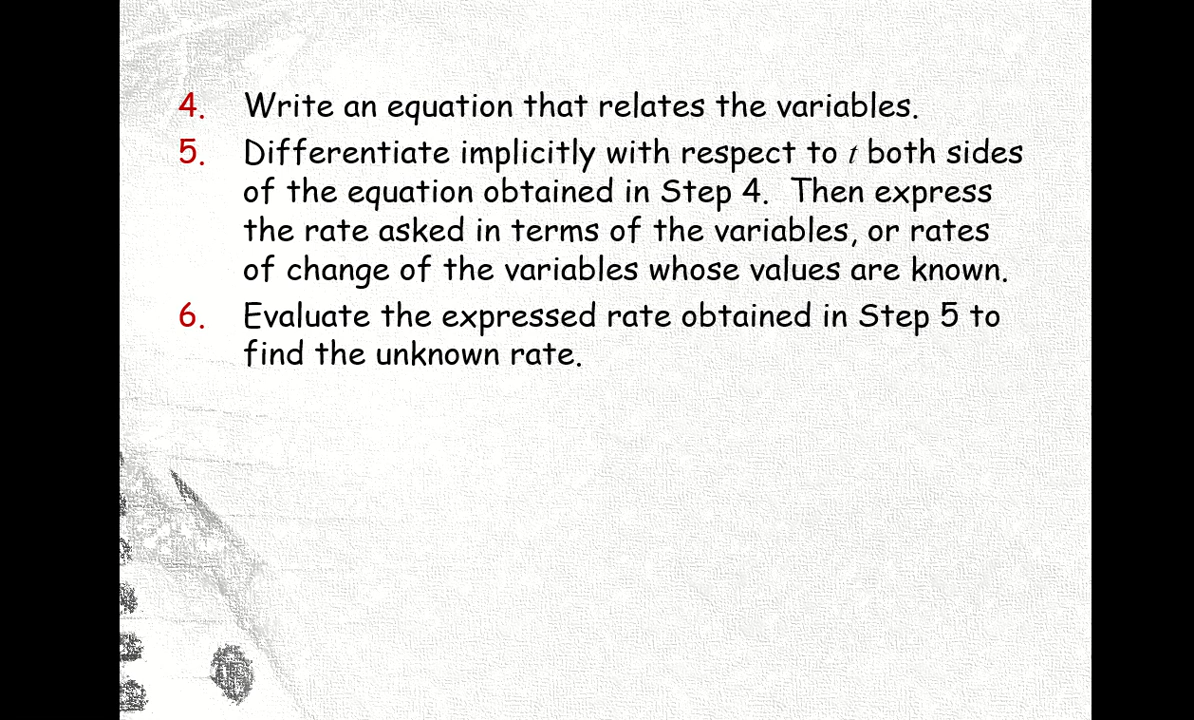 4. Write an equation that relates the variables.
5. Differentiate implicitly with respect to t both sides
of the equation obtained in Step 4. Then express
the rate asked in terms of the variables, or rates
of change of the variables whose values are known.
6. Evaluate the expressed rate obtained in Step 5 to
find the unknown rate.